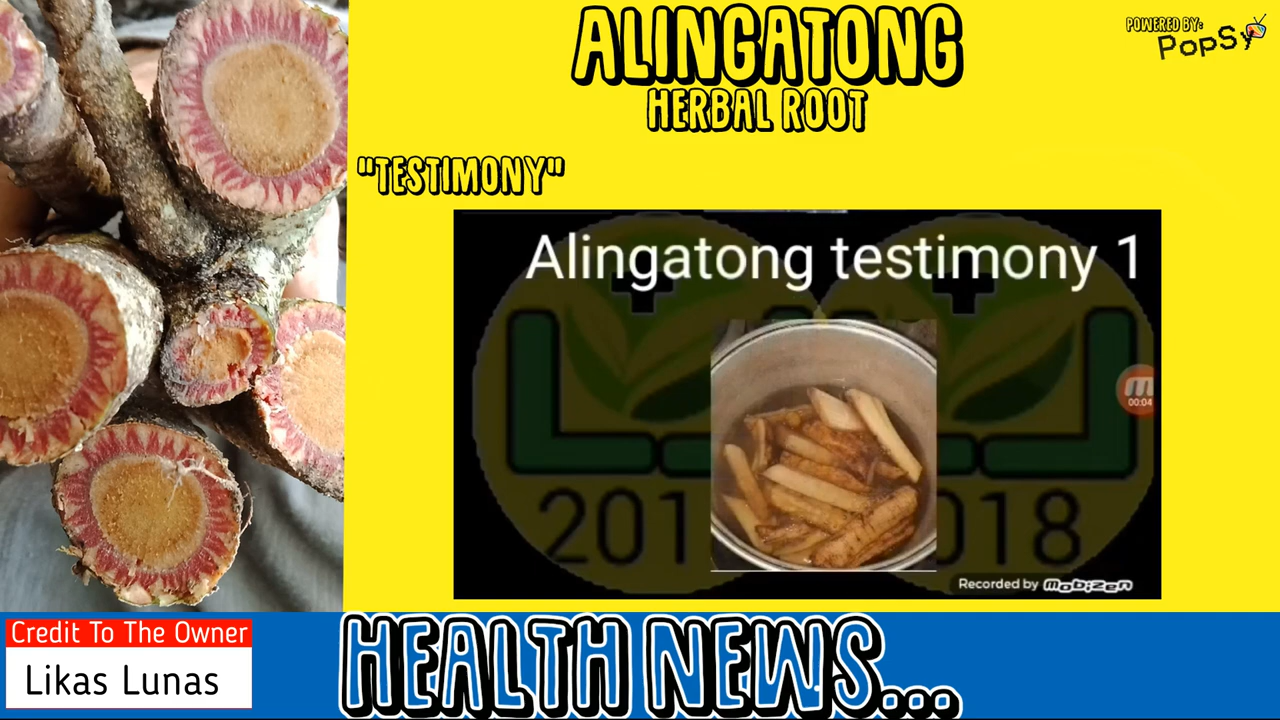 ALINGATONG
HERBAL ROOT
POWERED BY:
PopSy
"TESTIMONY"
Alingatong testimony 1
00:04
201
018
Recorded by mobizen
Credit To The Owner
Likas Lunas
HEALTH NEWS...